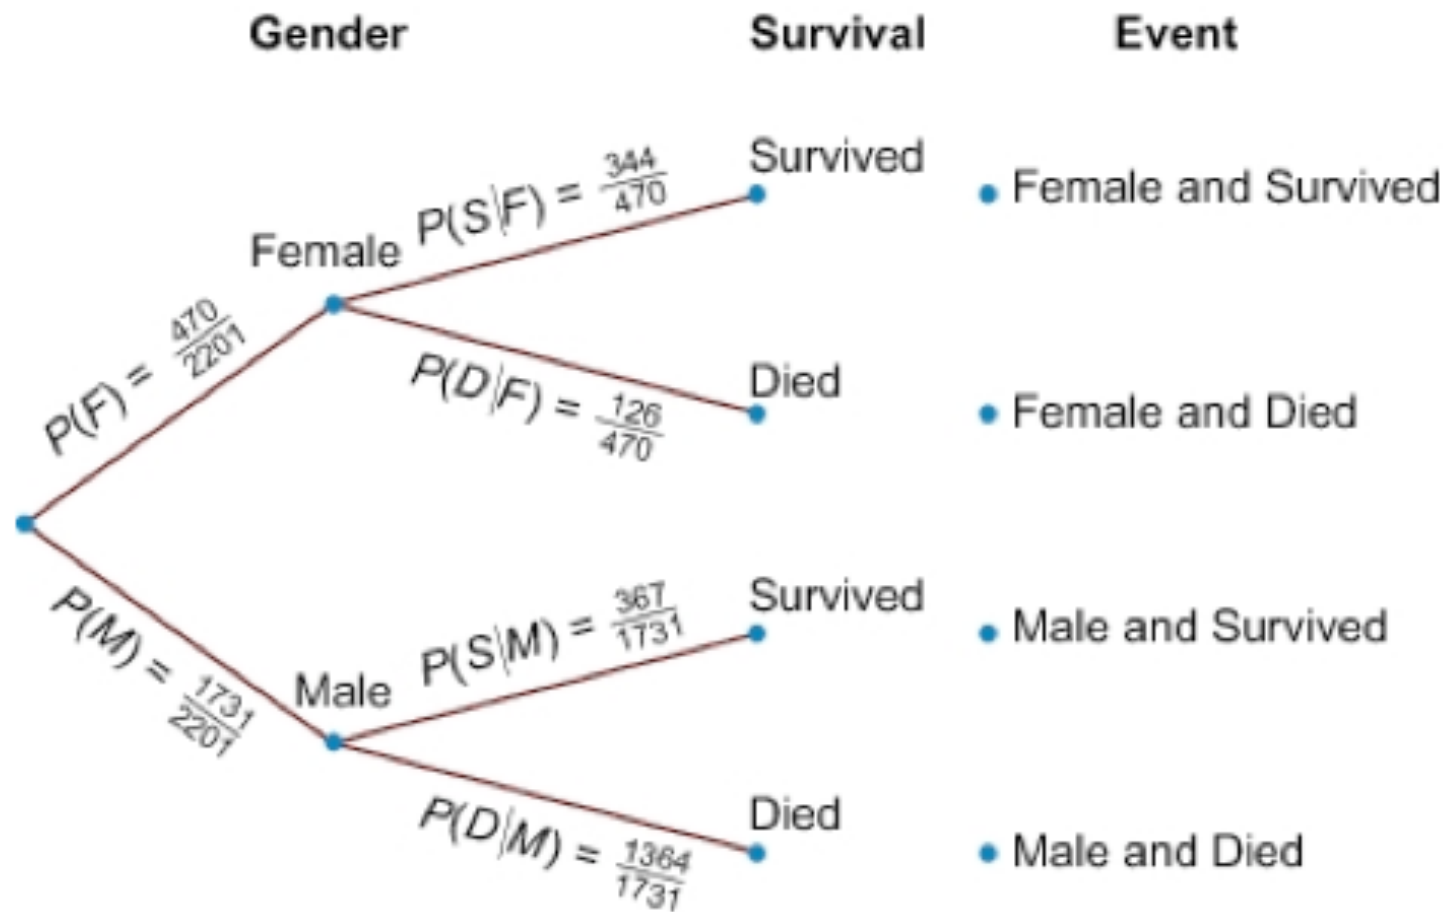 Gender Survival Event
Survived
P(S|F) = 344/470
Female and Survived
Female
P(F) = 470/2201
P(D|F) = 126/470
Died
Female and Died
P(M) = 1731/2201
Male
P(S|M) = 367/1731
Survived
Male and Survived
P(D|M) = 1364/1731
Died
Male and Died